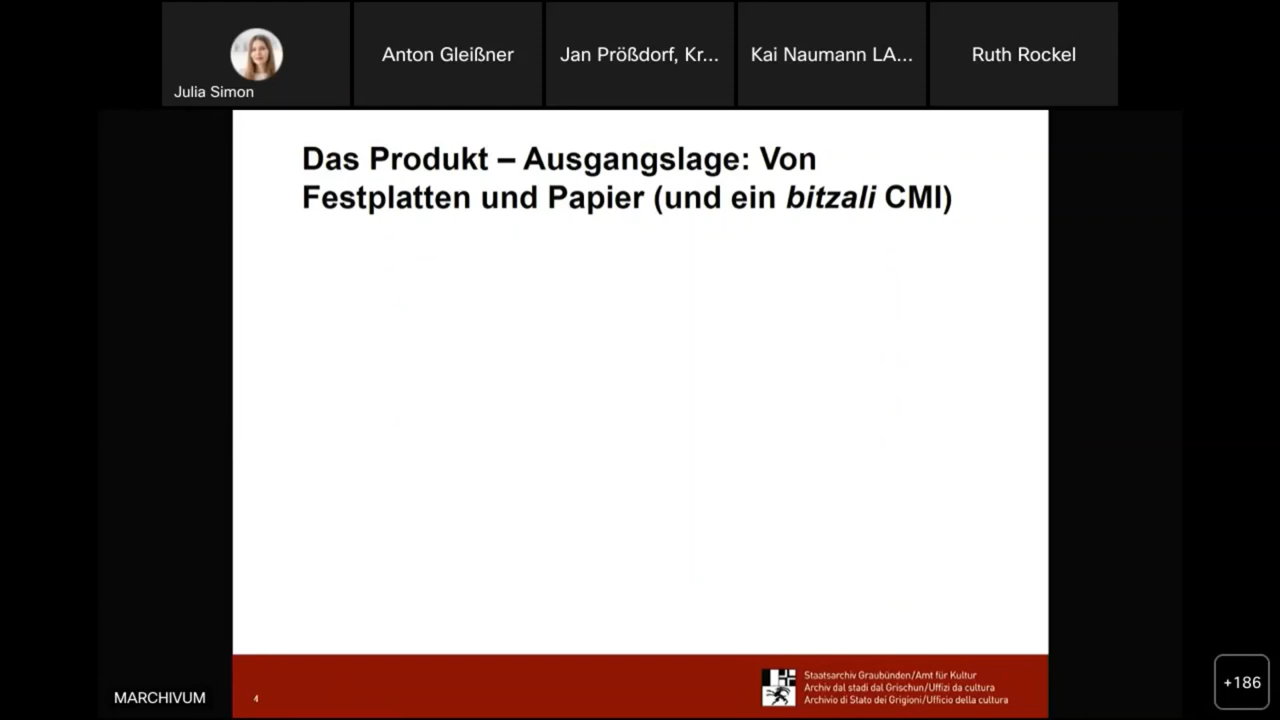 Julia Simon
Anton Gleißner
Jan Prößdorf, Kr...
Kai Naumann LA...
Ruth Rockel
Das Produkt – Ausgangslage: Von
Festplatten und Papier (und ein bitzali CMI)
MARCHIVUM
4
Staatsarchiv Graubünden/Amt für Kultur
Archiv dal stadi dal Grischun/Uffizi da cultura
Archivio di Stato dei Grigioni/Ufficio della cultura
+186